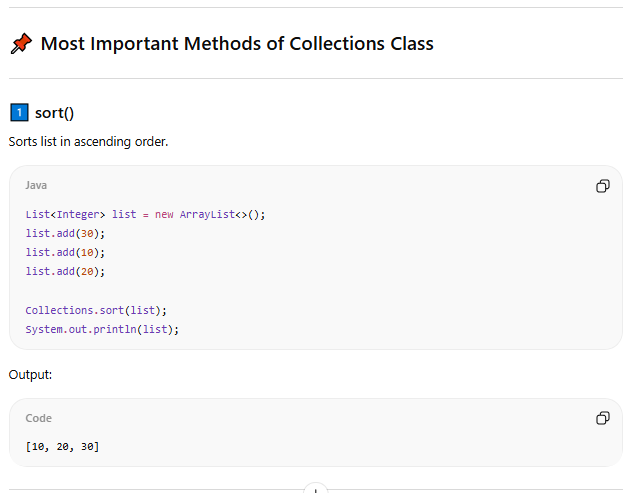 📌 Most Important Methods of Collections Class
1️⃣ sort()
Sorts list in ascending order.
Java
List<Integer> list = new ArrayList<>();
list.add(30);
list.add(10);
list.add(20);
Collections.sort(list);
System.out.println(list);
Output:
Code
[10, 20, 30]